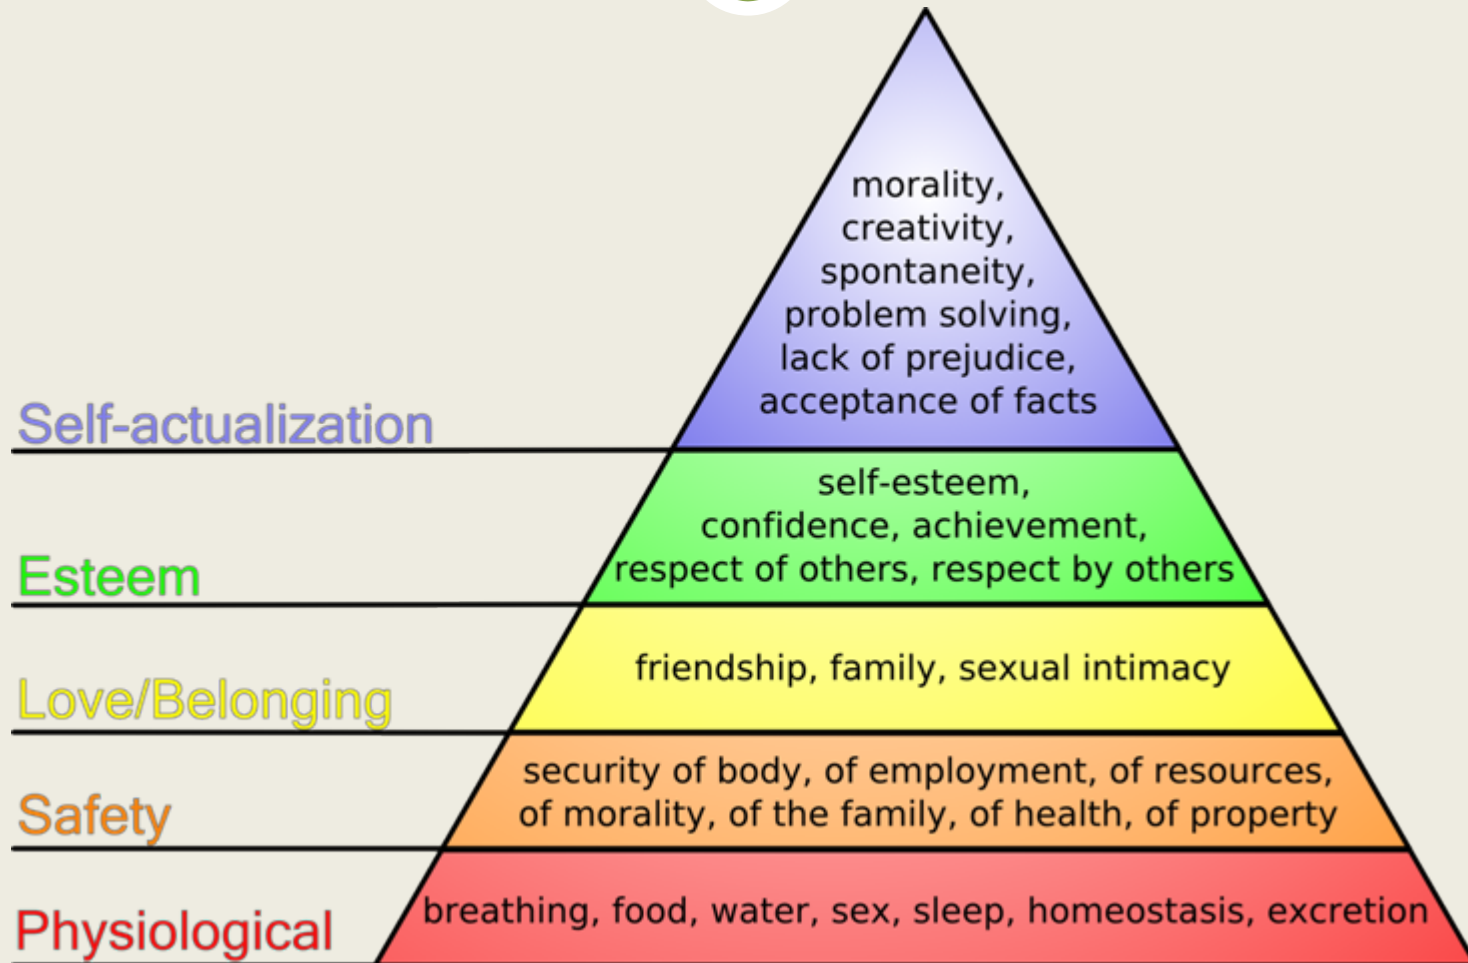 morality,
creativity,
spontaneity,
problem solving,
lack of prejudice,
acceptance of facts
Self-actualization
self-esteem,
confidence, achievement,
respect of others, respect by others
Esteem
friendship, family, sexual intimacy
Love/Belonging
security of body, of employment, of resources,
of morality, of the family, of health, of property
Safety
breathing, food, water, sex, sleep, homeostasis, excretion
Physiological